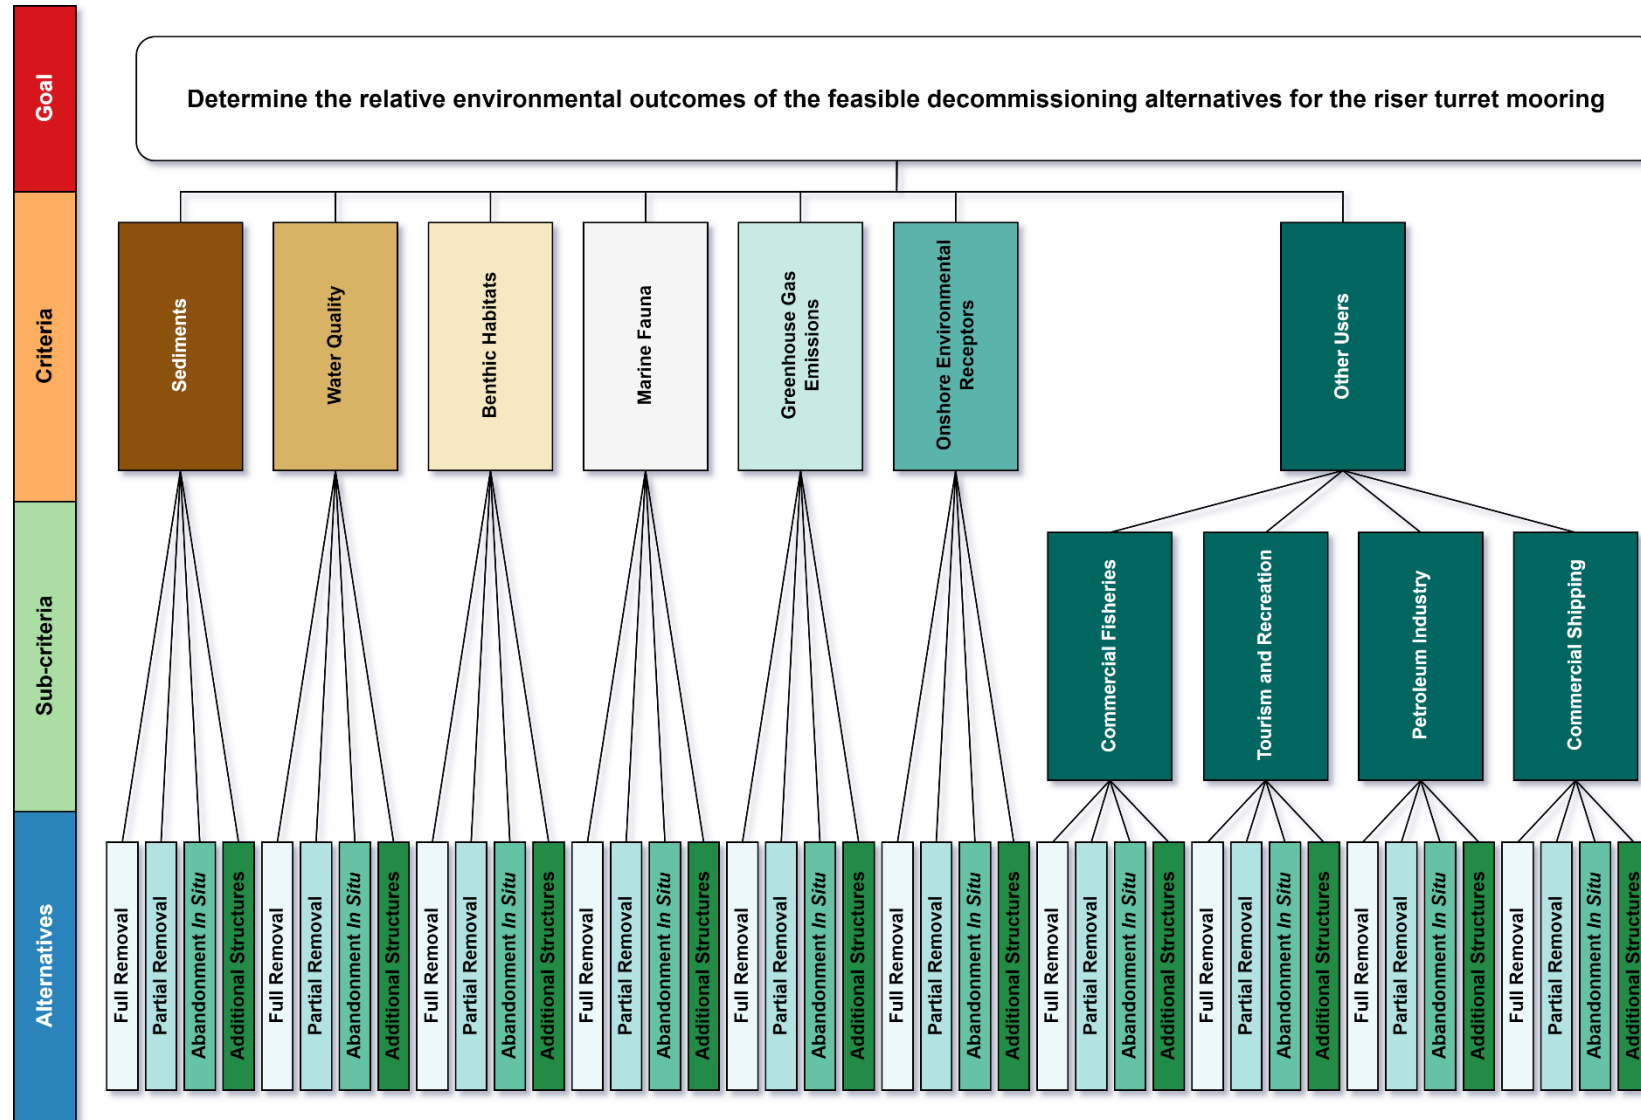 Goal
Determine the relative environmental outcomes of the feasible decommissioning alternatives for the riser turret mooring
Criteria
Sediments
Water Quality
Benthic Habitats
Marine Fauna
Greenhouse Gas
Emissions
Onshore Environmental
Receptors
Other Users
Sub-criteria
Commercial Fisheries
Tourism and Recreation
Petroleum Industry
Commercial Shipping
Alternatives
Full Removal
Partial Removal
Abandonment In Situ
Additional Structures
Full Removal
Partial Removal
Abandonment In Situ
Additional Structures
Full Removal
Partial Removal
Abandonment In Situ
Additional Structures
Full Removal
Partial Removal
Abandonment In Situ
Additional Structures
Full Removal
Partial Removal
Abandonment In Situ
Additional Structures
Full Removal
Partial Removal
Abandonment In Situ
Additional Structures
Full Removal
Partial Removal
Abandonment In Situ
Additional Structures
Full Removal
Partial Removal
Abandonment In Situ
Additional Structures
Full Removal
Partial Removal
Abandonment In Situ
Additional Structures
Full Removal
Partial Removal
Abandonment In Situ
Additional Structures